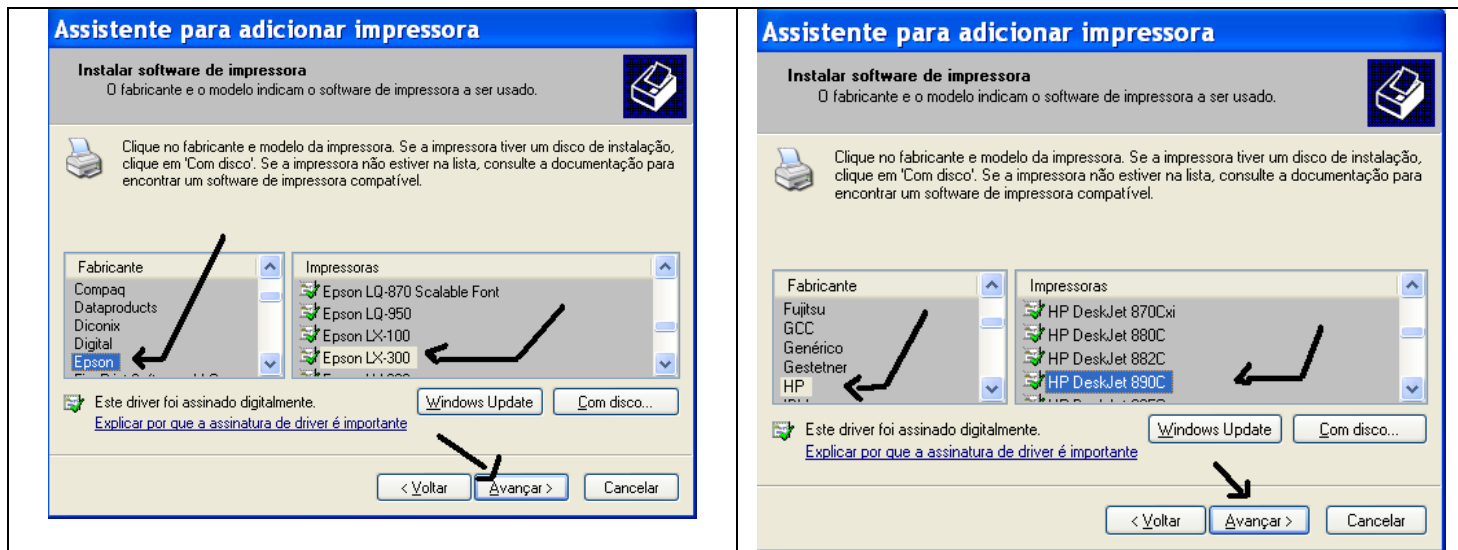 Assistente para adicionar impressora
Instalar software de impressora
O fabricante e o modelo indicam o software de impressora a ser usado.
Clique no fabricante e modelo da impressora. Se a impressora tiver um disco de instalação,
clique em 'Com disco'. Se a impressora não estiver na lista, consulte a documentação para
encontrar um software de impressora compatível.
Fabricante
Compaq
Dataproducts
Diconix
Digital
Epson
Impressoras
Epson LQ-870 Scalable Font
Epson LQ-950
Epson LX-100
Epson LX-300
Este driver foi assinado digitalmente.
Explicar por que a assinatura de driver é importante
Windows Update
Com disco...
< Voltar
Avançar >
Cancelar
Assistente para adicionar impressora
Instalar software de impressora
O fabricante e o modelo indicam o software de impressora a ser usado.
Clique no fabricante e modelo da impressora. Se a impressora tiver um disco de instalação,
clique em 'Com disco'. Se a impressora não estiver na lista, consulte a documentação para
encontrar um software de impressora compatível.
Fabricante
Fujitsu
GCC
Genérico
Gestetner
HP
Impressoras
HP DeskJet 870Cxi
HP DeskJet 880C
HP DeskJet 882C
HP DeskJet 890C
Este driver foi assinado digitalmente.
Explicar por que a assinatura de driver é importante
Windows Update
Com disco...
< Voltar
Avançar >
Cancelar